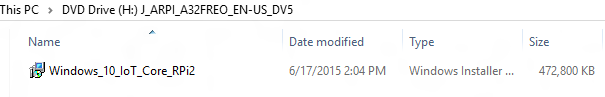 This PC > DVD Drive (H:) J_ARPI_A32FREO_EN-US_DV5
Name Date modified Type Size
Windows_10_IoT_Core_RPi2 6/17/2015 2:04 PM Windows Installer ... 472,800 KB